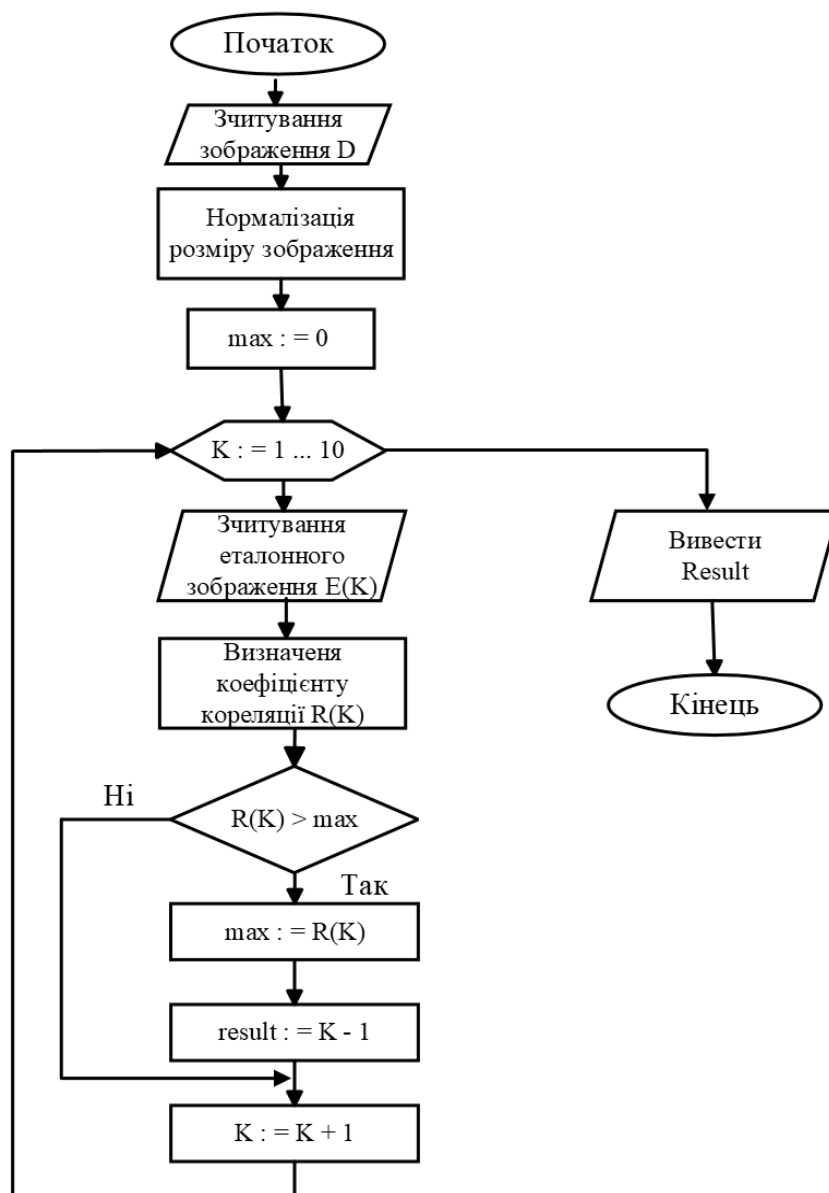 Початок
Зчитування
зображення D
Нормалізація
розміру зображення
max : = 0
K : = 1 ... 10
Зчитування
еталонного
зображення E(K)
Вивести
Result
Визначеня
коефіцієнту
кореляції R(K)
Кінець
Ні
R(K) > max
Так
max : = R(K)
result : = K - 1
K : = K + 1